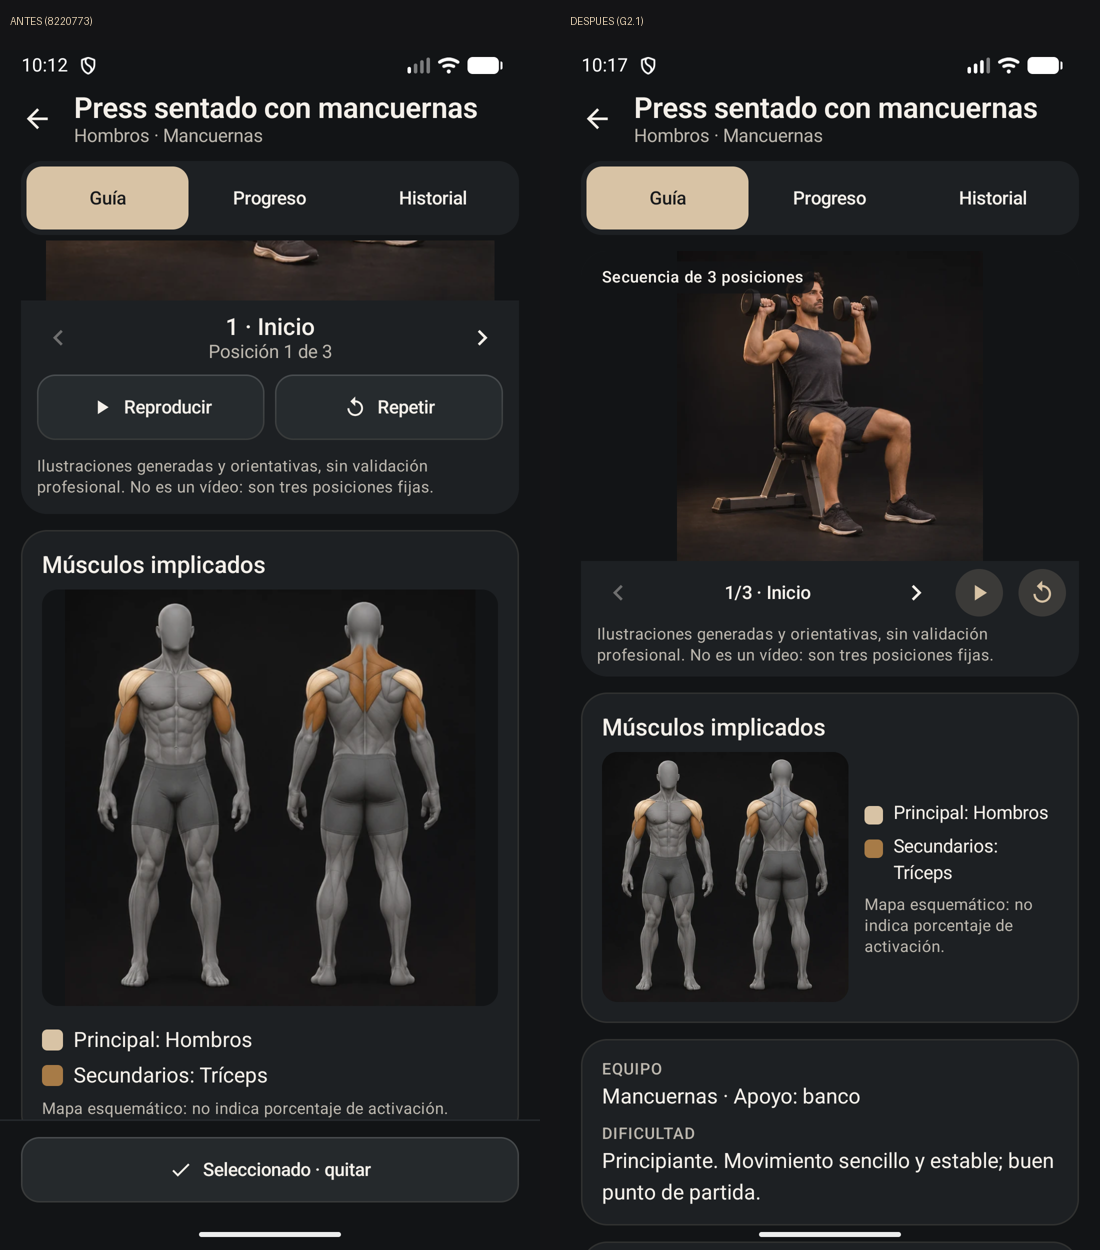 ANTES (8220773)
10:12
Press sentado con mancuernas
Hombros · Mancuernas
Guía
Progreso
Historial
1 · Inicio
Posición 1 de 3
Reproducir
Repetir
Ilustraciones generadas y orientativas, sin validación
profesional. No es un vídeo: son tres posiciones fijas.
Músculos implicados
Principal: Hombros
Secundarios: Tríceps
Mapa esquemático: no indica porcentaje de activación.
Seleccionado · quitar
DESPUES (G2.1)
10:17
Press sentado con mancuernas
Hombros · Mancuernas
Guía
Progreso
Historial
Secuencia de 3 posiciones
1/3 · Inicio
Ilustraciones generadas y orientativas, sin validación
profesional. No es un vídeo: son tres posiciones fijas.
Músculos implicados
Principal: Hombros
Secundarios:
Tríceps
Mapa esquemático: no
indica porcentaje de
activación.
EQUIPO
Mancuernas · Apoyo: banco
DIFICULTAD
Principiante. Movimiento sencillo y estable; buen
punto de partida.